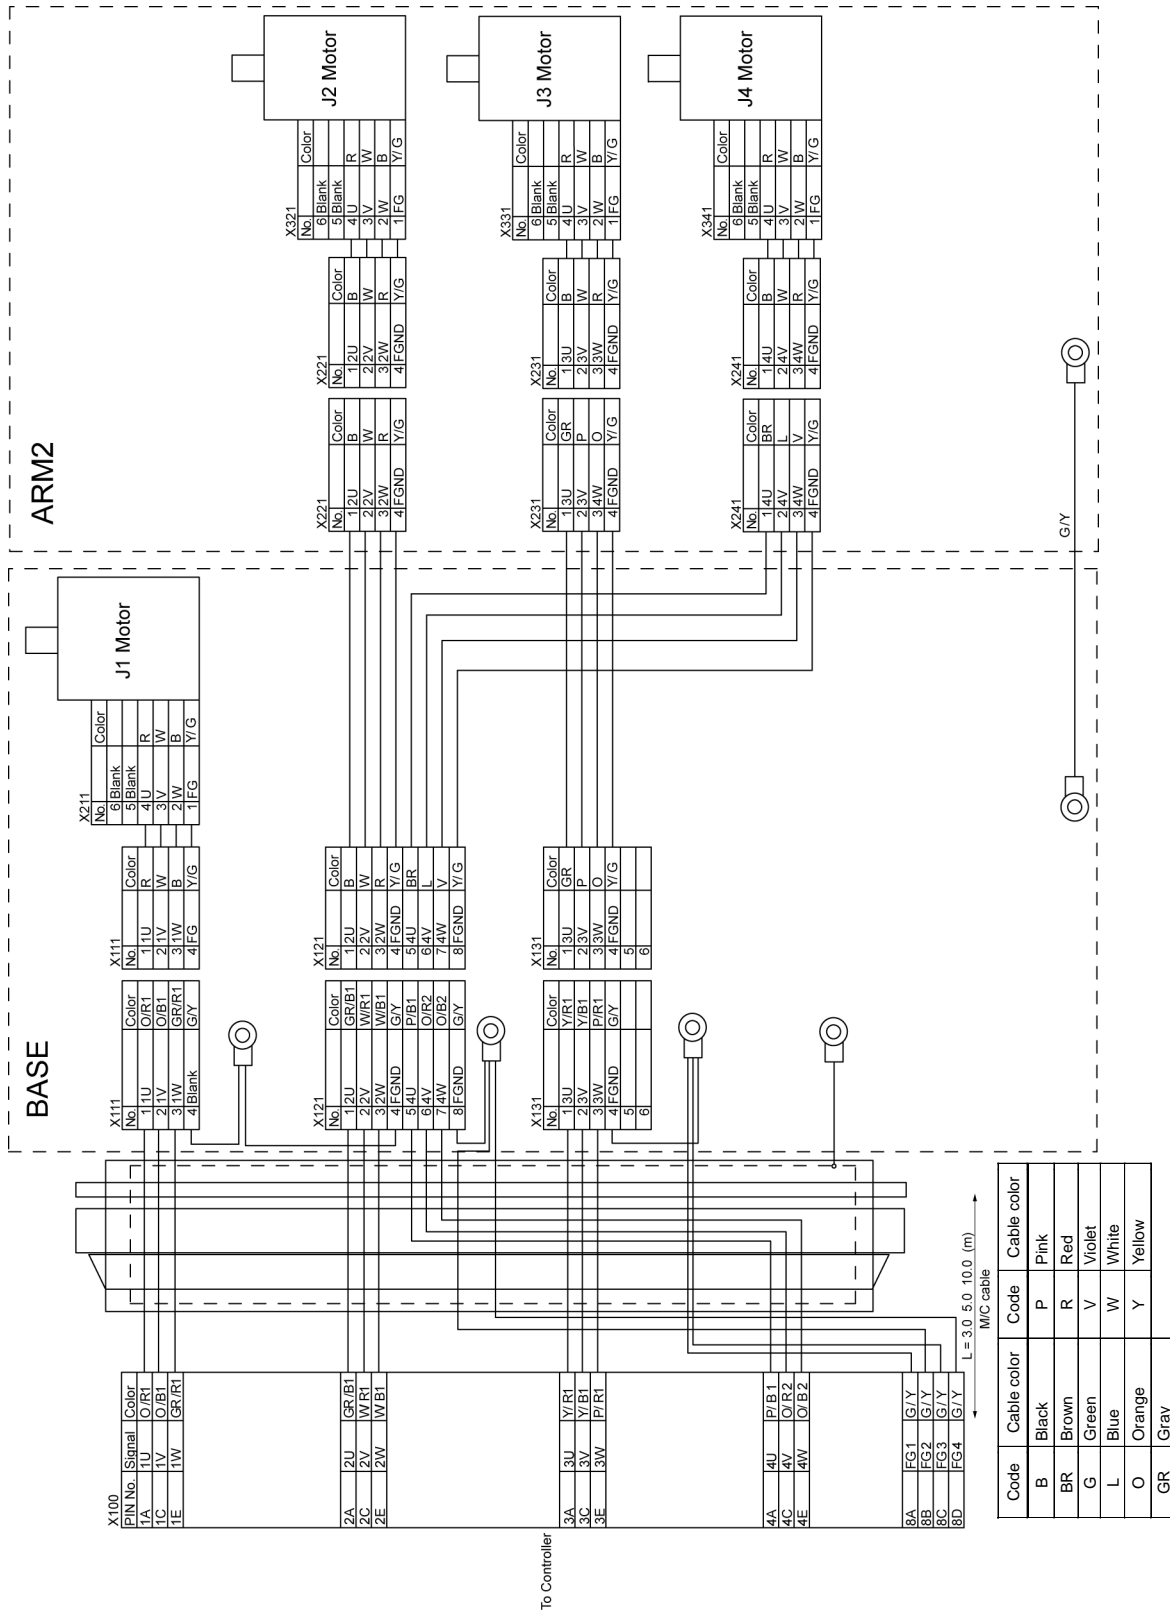 BASE
ARM2
To Controller
X100
PIN No. Signal Color
1A 1U O/R1
1C 1V O/B1
1E 1W GR/R1
2A 2U GR/B1
2C 2V W R1
2E 2W W B1
3A 3U Y/ R1
3C 3V Y/ B1
3E 3W P/ R1
4A 4U P/ B 1
4C 4V O/ R 2
4E 4W O/ B 2
8A FG1 G/ Y
8B FG2 G/ Y
8C FG3 G/ Y
8D FG4 G/ Y
L = 3.0 5.0 10.0 (m)
M/C cable
X111
No. Color
1 1U O/R1
2 1V O/B1
3 1W GR/R1
4 Blank G/Y
X111
No. Color
1 1U R
2 1V W
3 1W B
4 FG Y/G
X211
No. Color
6 Blank
5 Blank
4 U R
3 V W
2 W B
1 FG Y/ G
J1 Motor
X121
No. Color
1 2U GR/B1
2 2V W/R1
3 2W W/B1
4 FGND G/Y
5 4U P/B1
6 4V O/R2
7 4W O/B2
8 FGND G/Y
X121
No. Color
1 2U B
2 2V W
3 2W R
4 FGND Y/ G
5 4U BR
6 4V L
7 4W V
8 FGND Y/ G
X131
No. Color
1 3U Y/R1
2 3V Y/B1
3 3W P/R1
4 FGND G/Y
5
6
X131
No. Color
1 3U GR
2 3V P
3 3W O
4 FGND Y/ G
5
6
X221
No. Color
1 2U B
2 2V W
3 2W R
4 FGND Y/G
X221
No. Color
1 2U B
2 2V W
3 2W R
4 FGND Y/G
X321
No. Color
6 Blank
5 Blank
4 U R
3 V W
2 W B
1 FG Y/ G
J2 Motor
X231
No. Color
1 3U GR
2 3V P
3 4W O
4 FGND Y/ G
X231
No. Color
1 3U B
2 3V W
3 3W R
4 FGND Y/G
X331
No. Color
6 Blank
5 Blank
4 U R
3 V W
2 W B
1 FG Y/ G
J3 Motor
X241
No. Color
1 4U BR
2 4V L
3 4W V
4 FGND Y/G
X241
No. Color
1 4U B
2 4V W
3 4W R
4 FGND Y/G
X341
No. Color
6 Blank
5 Blank
4 U R
3 V W
2 W B
1 FG Y/ G
J4 Motor
G/Y
Code Cable color Code Cable color
B Black P Pink
BR Brown R Red
G Green V Violet
L Blue W White
O Orange Y Yellow
GR Gray